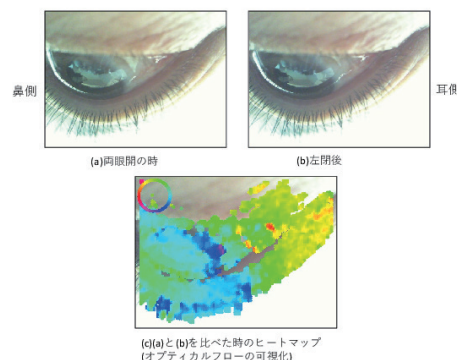 鼻側
耳側
(a)両眼開の時
(b)左閉後
(c)(a)と(b)を比べた時のヒートマップ
(オプティカルフローの可視化)